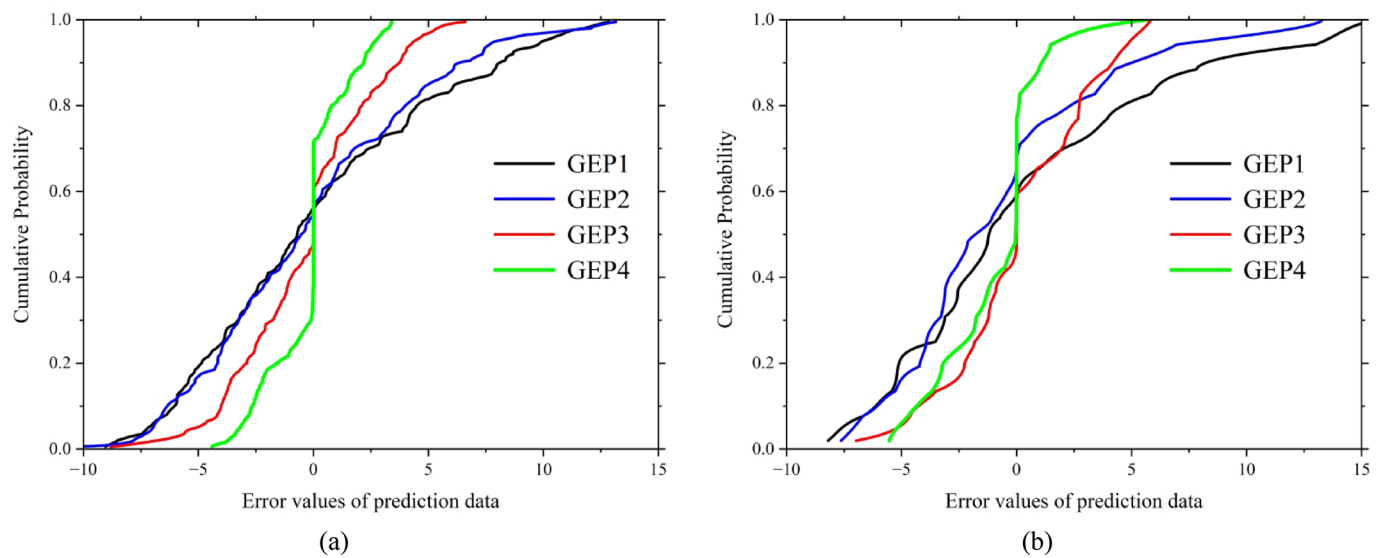 1.0
0.8
0.6
0.4
0.2
0.0
Cumulative Probability
GEP1
GEP2
GEP3
GEP4
−10
−5
0
5
10
15
Error values of prediction data
(a)
1.0
0.8
0.6
0.4
0.2
0.0
Cumulative Probability
GEP1
GEP2
GEP3
GEP4
−10
−5
0
5
10
15
Error values of prediction data
(b)